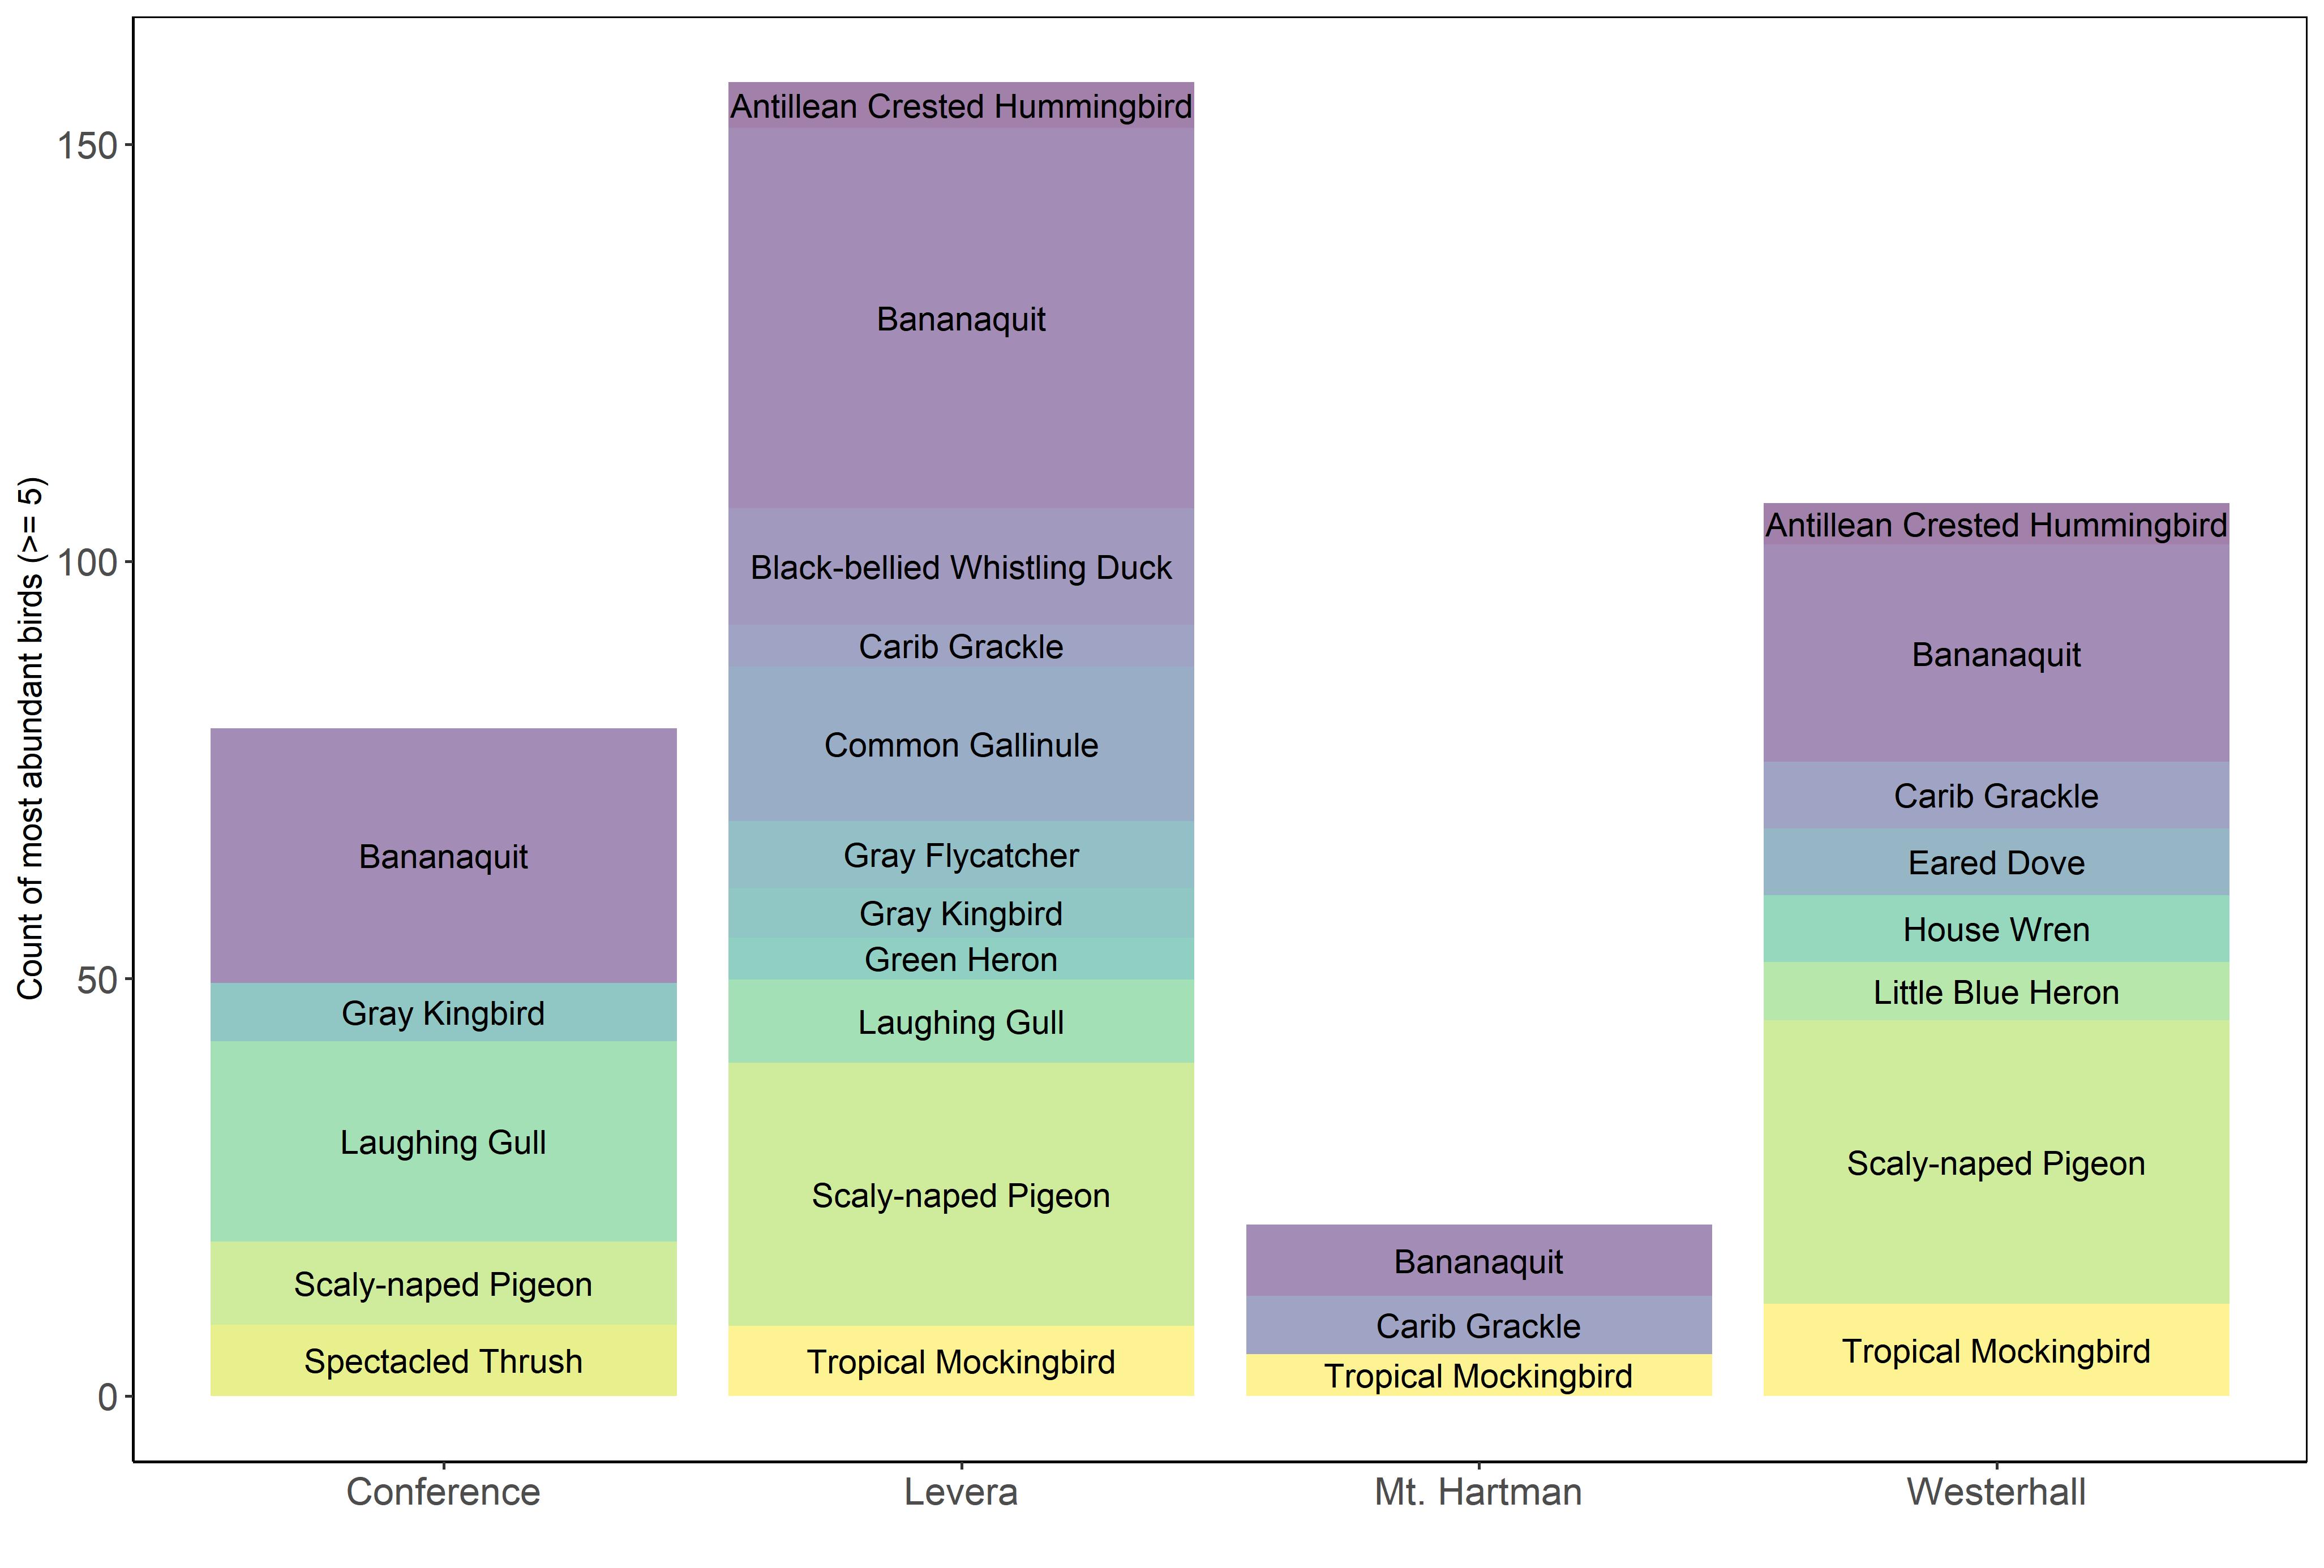 Count of most abundant birds (>= 5)
150
100
50
0
Bananaquit
Gray Kingbird
Laughing Gull
Scaly-naped Pigeon
Spectacled Thrush
Antillean Crested Hummingbird
Bananaquit
Black-bellied Whistling Duck
Carib Grackle
Common Gallinule
Gray Flycatcher
Gray Kingbird
Green Heron
Laughing Gull
Scaly-naped Pigeon
Tropical Mockingbird
Bananaquit
Carib Grackle
Tropical Mockingbird
Antillean Crested Hummingbird
Bananaquit
Carib Grackle
Eared Dove
House Wren
Little Blue Heron
Scaly-naped Pigeon
Tropical Mockingbird
Conference
Levera
Mt. Hartman
Westerhall